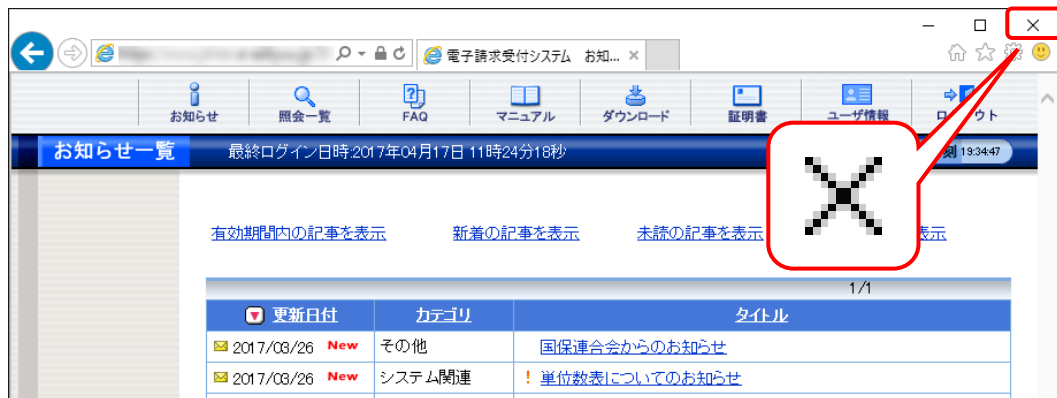 電子請求受付システム お知...
お知らせ 照会一覧 FAQ マニュアル ダウンロード 証明書 ユーザ情報
お知らせ一覧 最終ログイン日時:2017年04月17日 11時24分18秒 刻 19:34:47
有効期間内の記事を表示 新着の記事を表示 未読の記事を表示 表示
1/1
更新日付 カテゴリ タイトル
2017/03/26 New その他 国保連合会からのお知らせ
2017/03/26 New システム関連 ! 単位数表についてのお知らせ